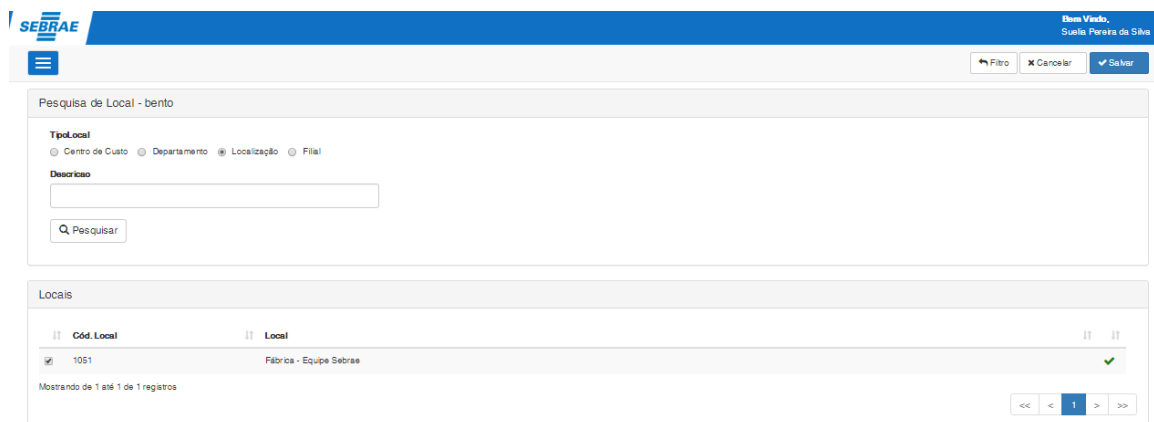 SEBRAE
Bem Vindo,
Suelia Pereira da Silva
Filtro Cancelar Salvar
Pesquisa de Local - bento
TipoLocal
Centro de Custo Departamento Localização Filial
Descricao
Pesquisar
Locais
Cód. Local Local
1051 Fábrica - Equipe Sebrae
Mostrando de 1 até 1 de 1 registros
<< < 1 > >>